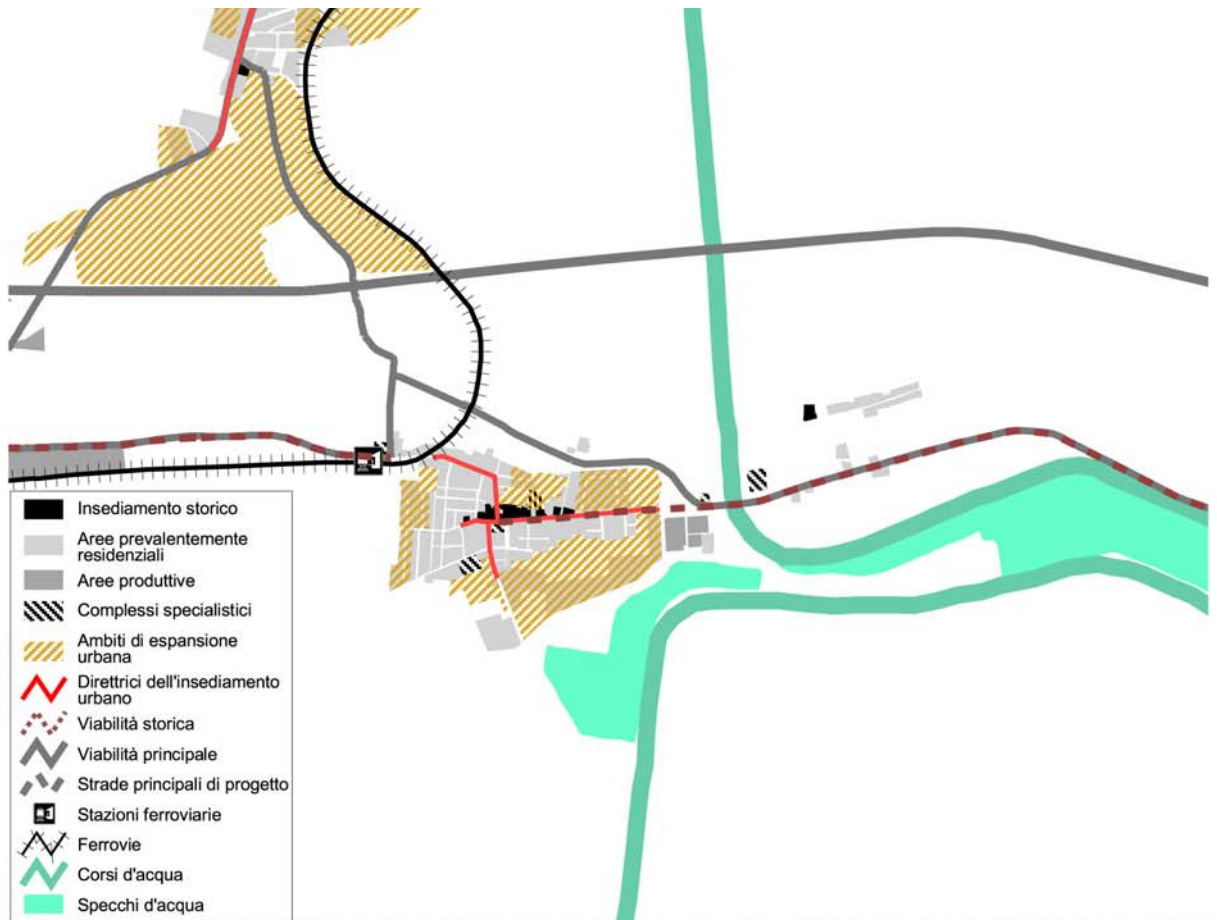 Insediamento storico
Aree prevalentemente
residenziali
Aree produttive
Complessi specialistici
Ambiti di espansione
urbana
Direttrici dell'insediamento
urbano
Viabilità storica
Viabilità principale
Strade principali di progetto
Stazioni ferroviarie
Ferrovie
Corsi d'acqua
Specchi d'acqua